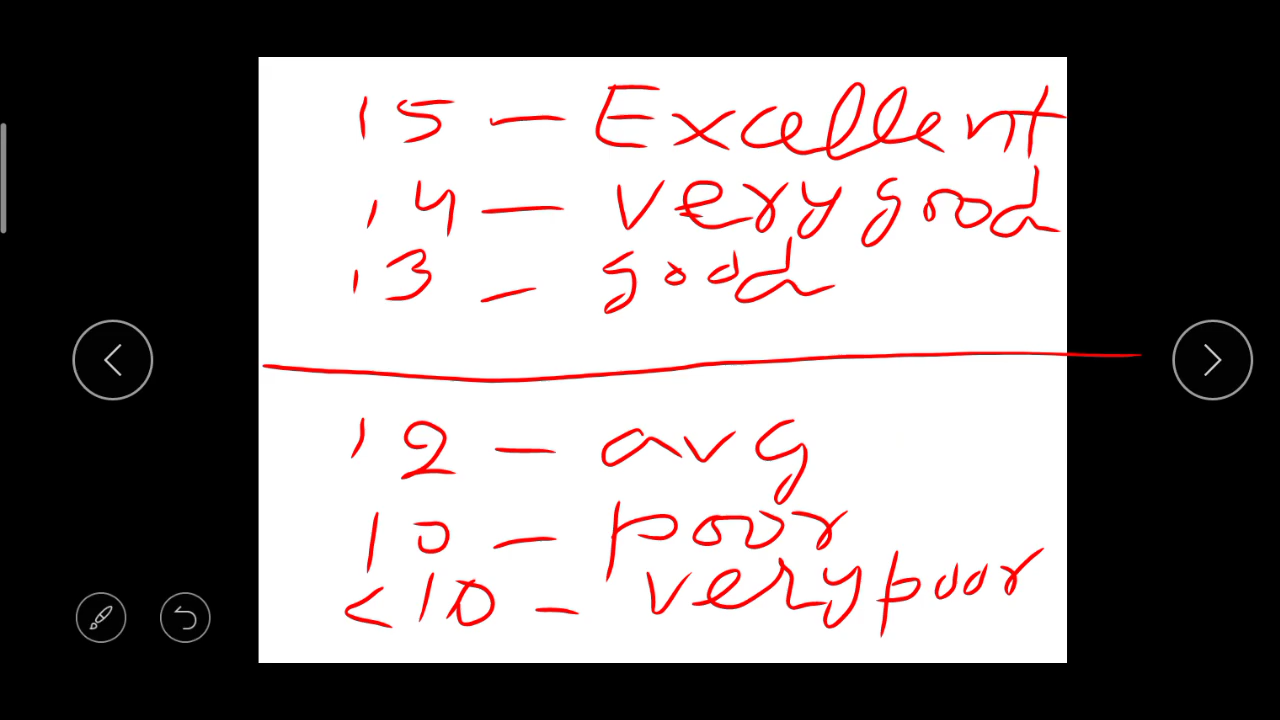 15 - Excellent
14 - very good
13 - good
12 - avg
10 - poor
<10 - very poor